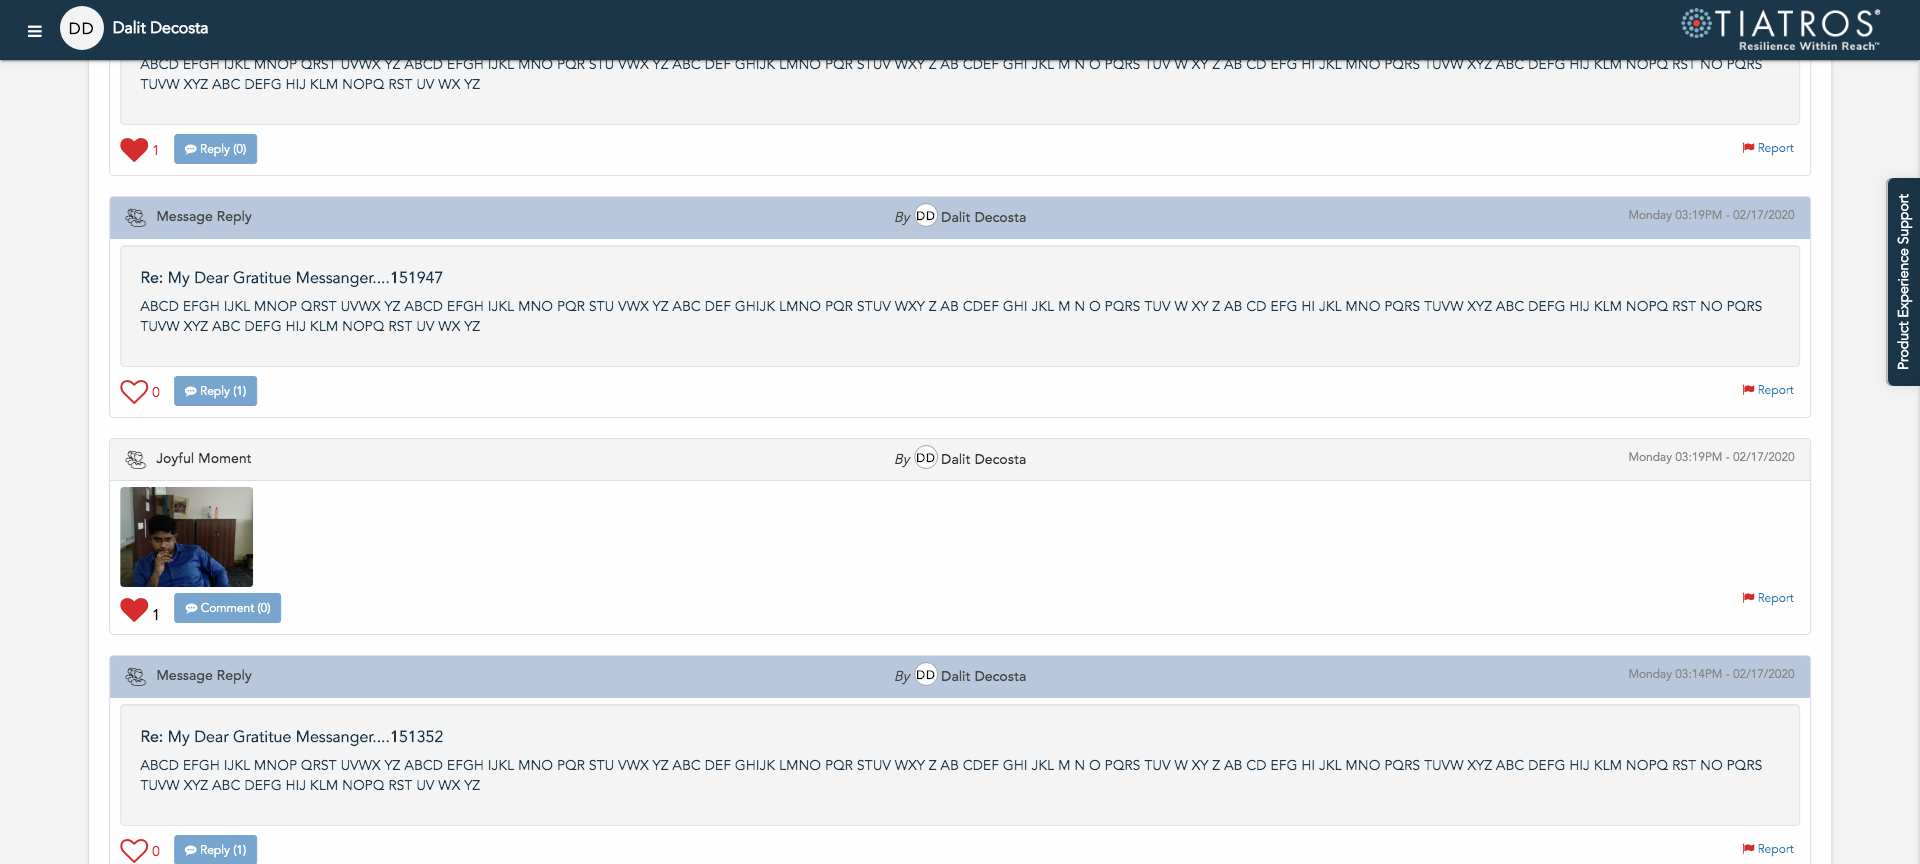 DD Dalit Decosta
TIATROS®
Resilience Within Reach™
ABCD EFGH IJKL MNOP QRST UVWX YZ ABCD EFGH IJKL MNO PQR STU VWX YZ ABC DEF GHIJK LMNO PQR STUV WXY Z AB CDEF GHI JKL M N O PQRS TUV W XY Z AB CD EFG HI JKL MNO PQRS TUVW XYZ ABC DEFG HIJ KLM NOPQ RST NO PQRS
TUVW XYZ ABC DEFG HIJ KLM NOPQ RST UV WX YZ
1 Reply (0) Report
Message Reply By DD Dalit Decosta Monday 03:19PM - 02/17/2020
Re: My Dear Gratitue Messanger....151947
ABCD EFGH IJKL MNOP QRST UVWX YZ ABCD EFGH IJKL MNO PQR STU VWX YZ ABC DEF GHIJK LMNO PQR STUV WXY Z AB CDEF GHI JKL M N O PQRS TUV W XY Z AB CD EFG HI JKL MNO PQRS TUVW XYZ ABC DEFG HIJ KLM NOPQ RST NO PQRS
TUVW XYZ ABC DEFG HIJ KLM NOPQ RST UV WX YZ
0 Reply (1) Report
Joyful Moment By DD Dalit Decosta Monday 03:19PM - 02/17/2020
1 Comment (0) Report
Message Reply By DD Dalit Decosta Monday 03:14PM - 02/17/2020
Re: My Dear Gratitue Messanger....151352
ABCD EFGH IJKL MNOP QRST UVWX YZ ABCD EFGH IJKL MNO PQR STU VWX YZ ABC DEF GHIJK LMNO PQR STUV WXY Z AB CDEF GHI JKL M N O PQRS TUV W XY Z AB CD EFG HI JKL MNO PQRS TUVW XYZ ABC DEFG HIJ KLM NOPQ RST NO PQRS
TUVW XYZ ABC DEFG HIJ KLM NOPQ RST UV WX YZ
0 Reply (1) Report
Product Experience Support